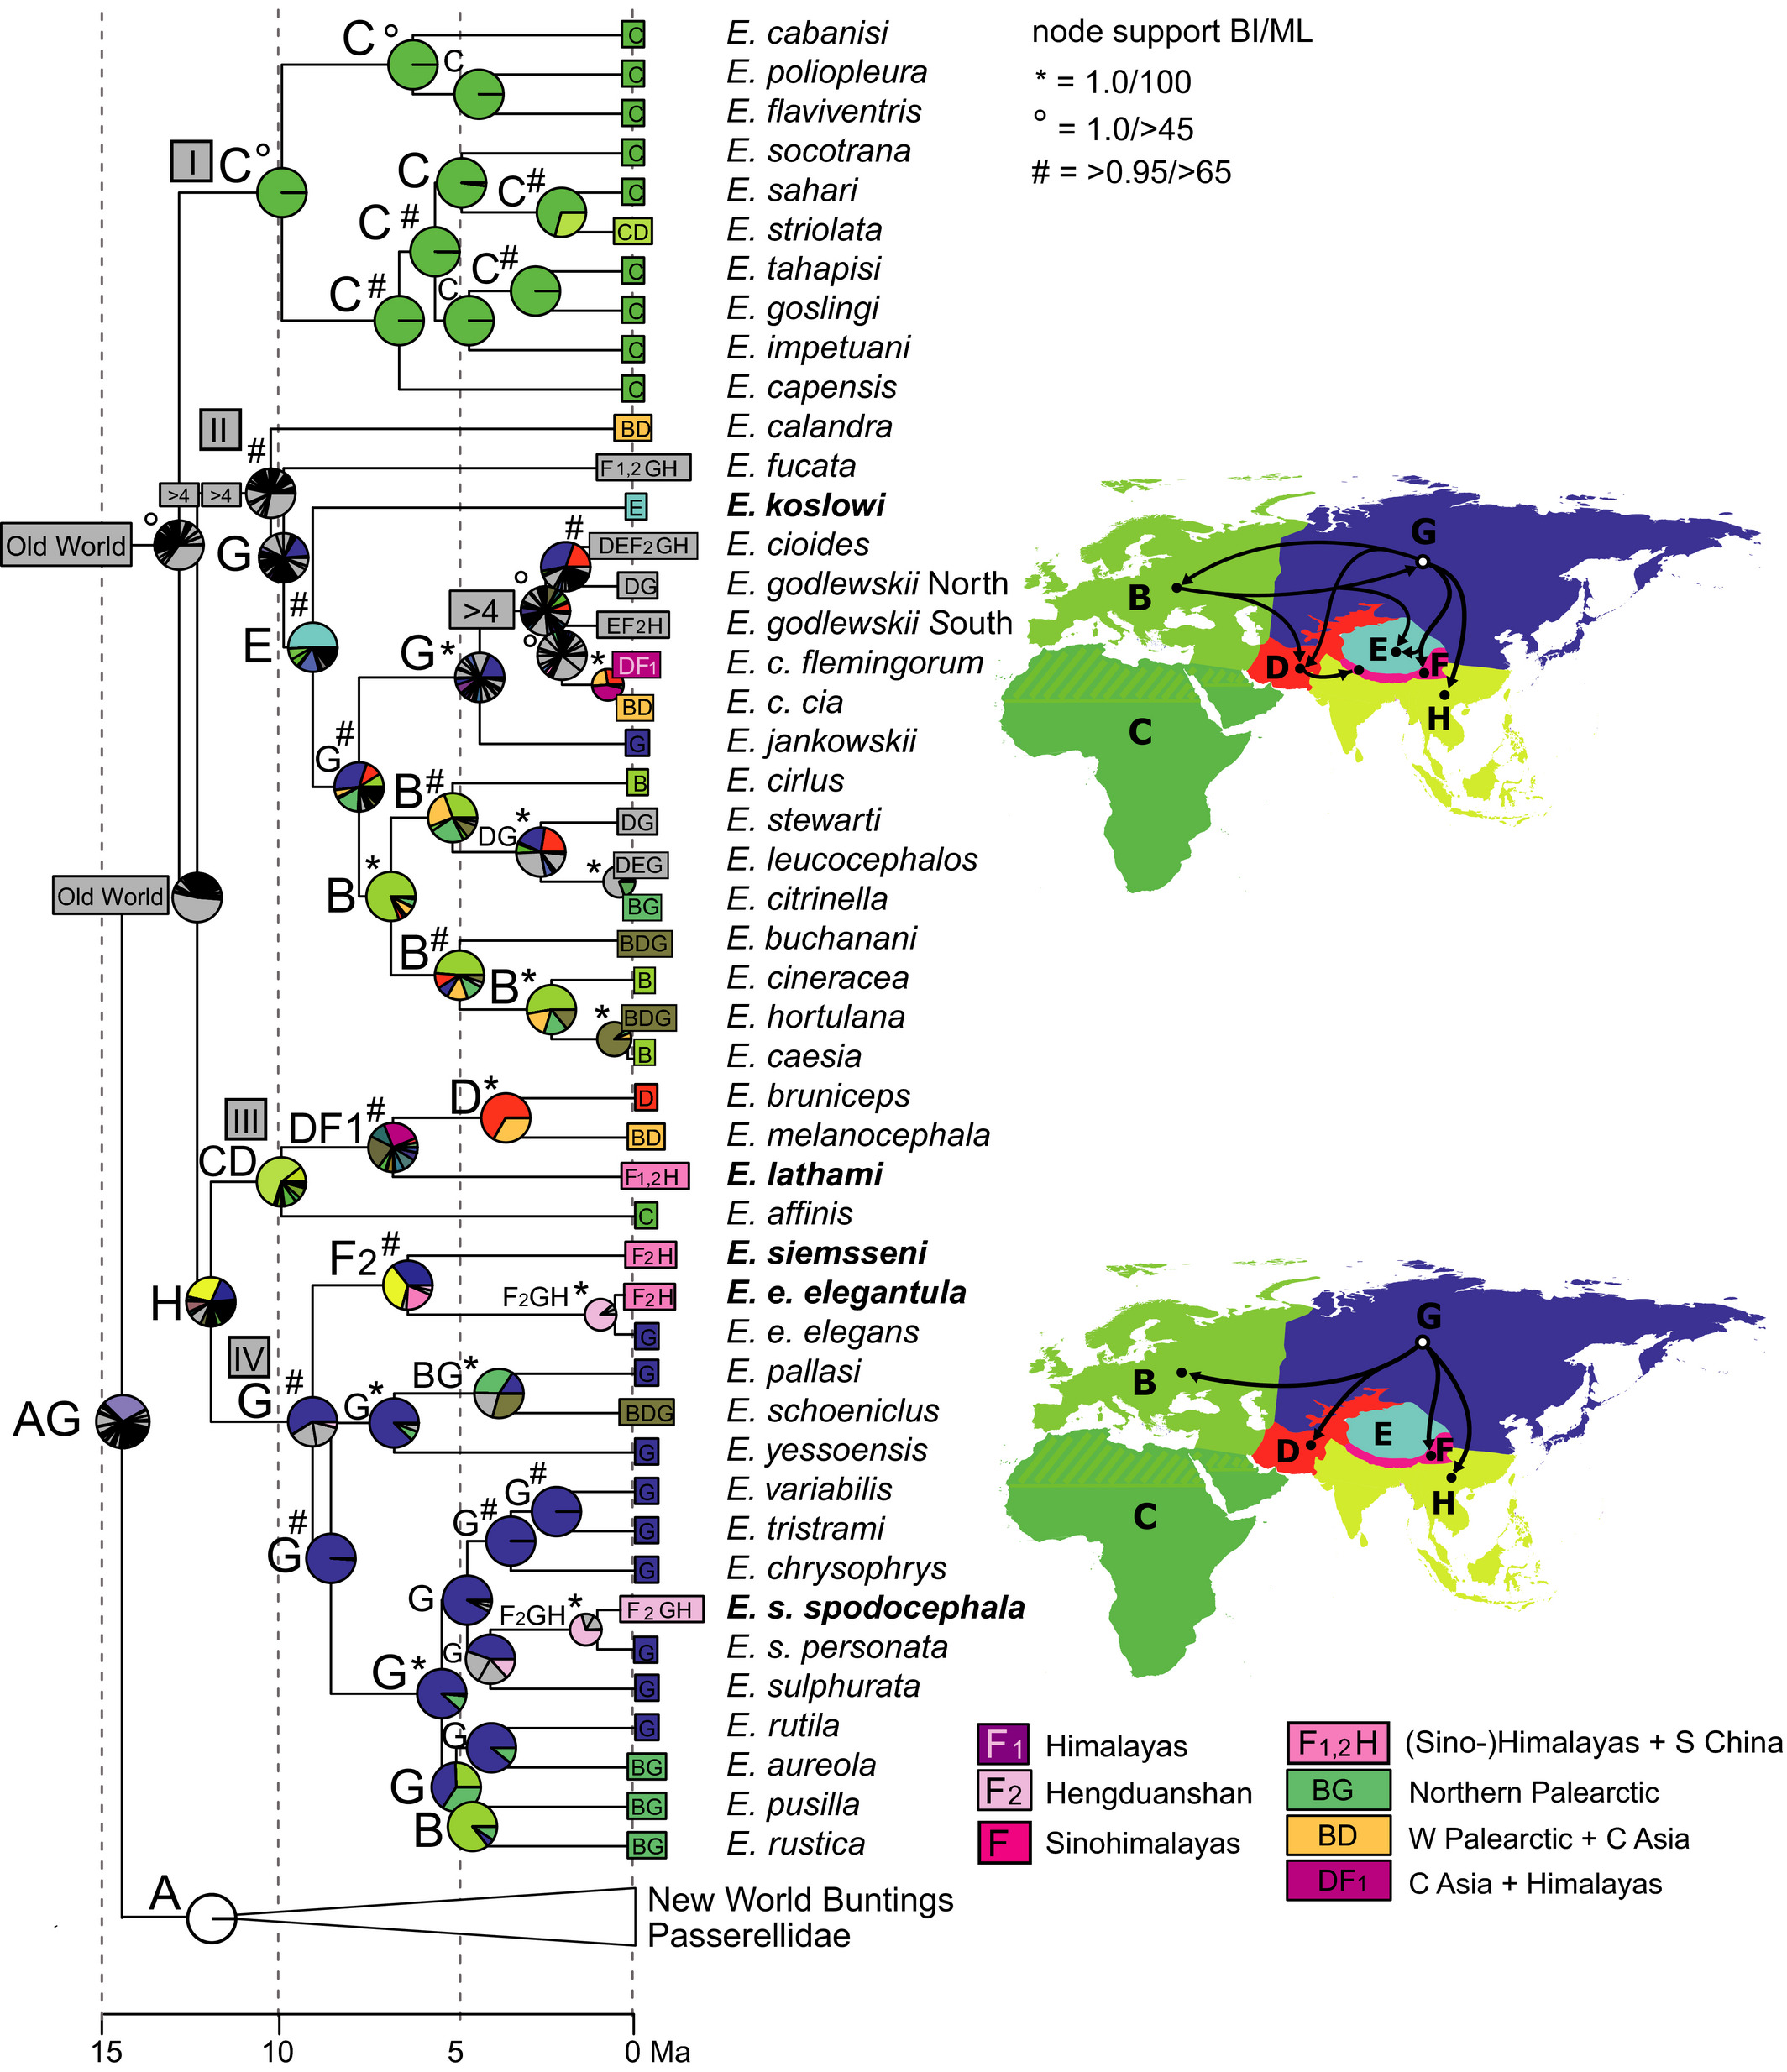 C° C E. cabanisi
C C E. poliopleura
C E. flaviventris
node support BI/ML
* = 1.0/100
° = 1.0/>45
# = >0.95/>65
I C°
C C E. socotrana
C# C E. sahari
CD E. striolata
C# C# C E. tahapisi
C# C C E. goslingi
C E. impetuani
C E. capensis
II # BD E. calandra
F1,2GH E. fucata
>4 >4
E E. koslowi
Old World °
G # DEF2GH E. cioides
° DG E. godlewskii North
# >4 EF2H E. godlewskii South
E G* ° * DF1 E. c. flemingorum
BD E. c. cia
G E. jankowskii
G# B# B E. cirlus
DG* DG E. stewarti
* * DEG E. leucocephalos
Old World B BG E. citrinella
B# BDG E. buchanani
B* B E. cineracea
* BDG E. hortulana
B E. caesia
D* D E. bruniceps
III DF1# BD E. melanocephala
CD F1,2H E. lathami
C E. affinis
F2# F2H E. siemsseni
H F2GH* F2H E. e. elegantula
G E. e. elegans
IV BG* G E. pallasi
AG G# G* BDG E. schoeniclus
G E. yessoensis
G# G E. variabilis
G# G E. tristrami
G# G E. chrysophrys
G F2GH* F2GH E. s. spodocephala
G G E. s. personata
G* G E. sulphurata
G G E. rutila
G BG E. aureola
BG E. pusilla
B BG E. rustica
A New World Buntings
Passerellidae
15 10 5 0 Ma
G
B
E
D F
H
C
G
B
E
D F
H
C
F1 Himalayas
F2 Hengduanshan
F Sinohimalayas
F1,2H (Sino-)Himalayas + S China
BG Northern Palearctic
BD W Palearctic + C Asia
DF1 C Asia + Himalayas